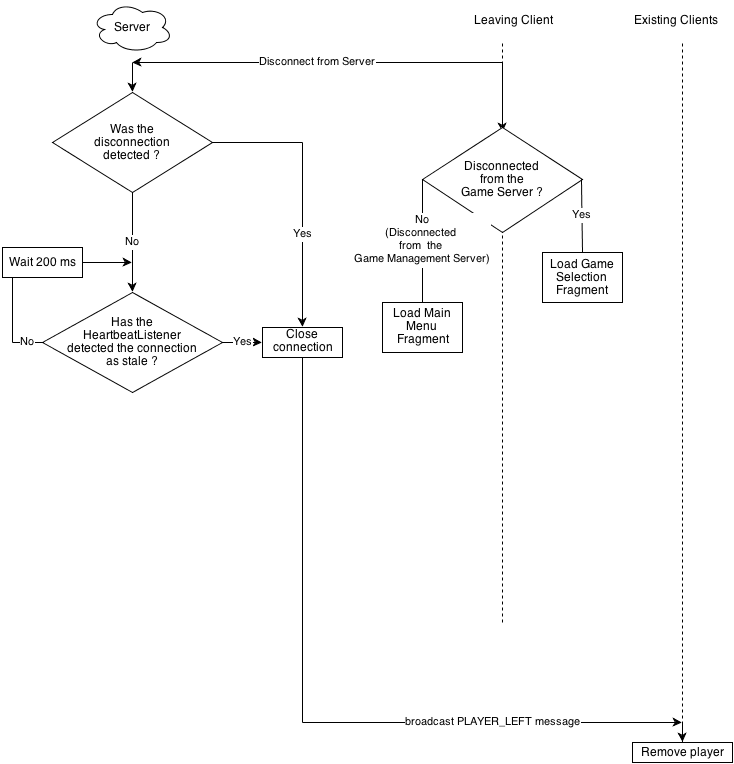 Leaving Client
Existing Clients
Server
Disconnect from Server
Was the
disconnection
detected ?
Disconnected
from the
Game Server ?
No
(Disconnected
from the
Game Management Server)
Yes
Yes
No
Wait 200 ms
Load Game
Selection
Fragment
Load Main
Menu
Fragment
Has the
HeartbeatListener
detected the connection
as stale ?
No
Yes
Close
connection
broadcast PLAYER_LEFT message
Remove player